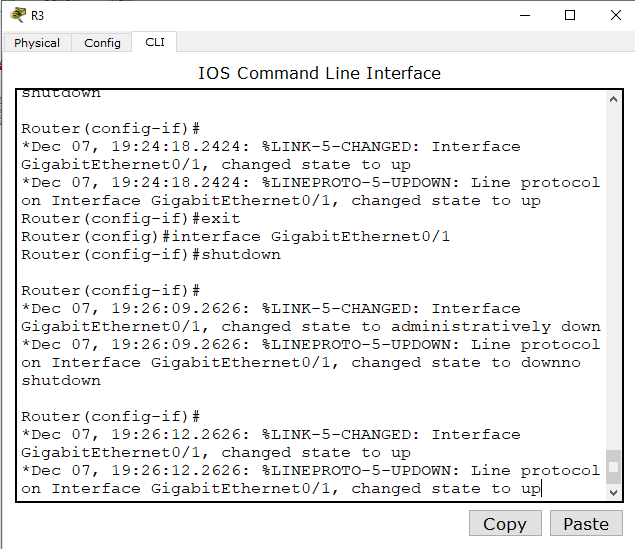 R3
Physical Config CLI
IOS Command Line Interface
shutdown
Router(config-if)#
*Dec 07, 19:24:18.2424: %LINK-5-CHANGED: Interface
GigabitEthernet0/1, changed state to up
*Dec 07, 19:24:18.2424: %LINEPROTO-5-UPDOWN: Line protocol
on Interface GigabitEthernet0/1, changed state to up
Router(config-if)#exit
Router(config)#interface GigabitEthernet0/1
Router(config-if)#shutdown
Router(config-if)#
*Dec 07, 19:26:09.2626: %LINK-5-CHANGED: Interface
GigabitEthernet0/1, changed state to administratively down
*Dec 07, 19:26:09.2626: %LINEPROTO-5-UPDOWN: Line protocol
on Interface GigabitEthernet0/1, changed state to downno
shutdown
Router(config-if)#
*Dec 07, 19:26:12.2626: %LINK-5-CHANGED: Interface
GigabitEthernet0/1, changed state to up
*Dec 07, 19:26:12.2626: %LINEPROTO-5-UPDOWN: Line protocol
on Interface GigabitEthernet0/1, changed state to up
Copy Paste